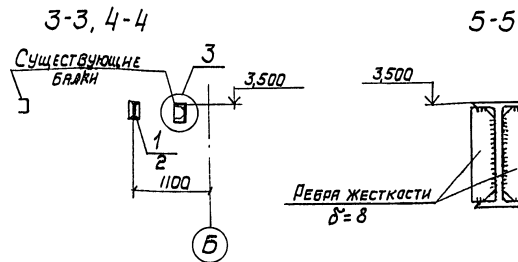 3-3, 4-4
5-5
Существующие
балки
3
3,500
3,500
1
2
1100
Ребра жесткости
δ=8
Б